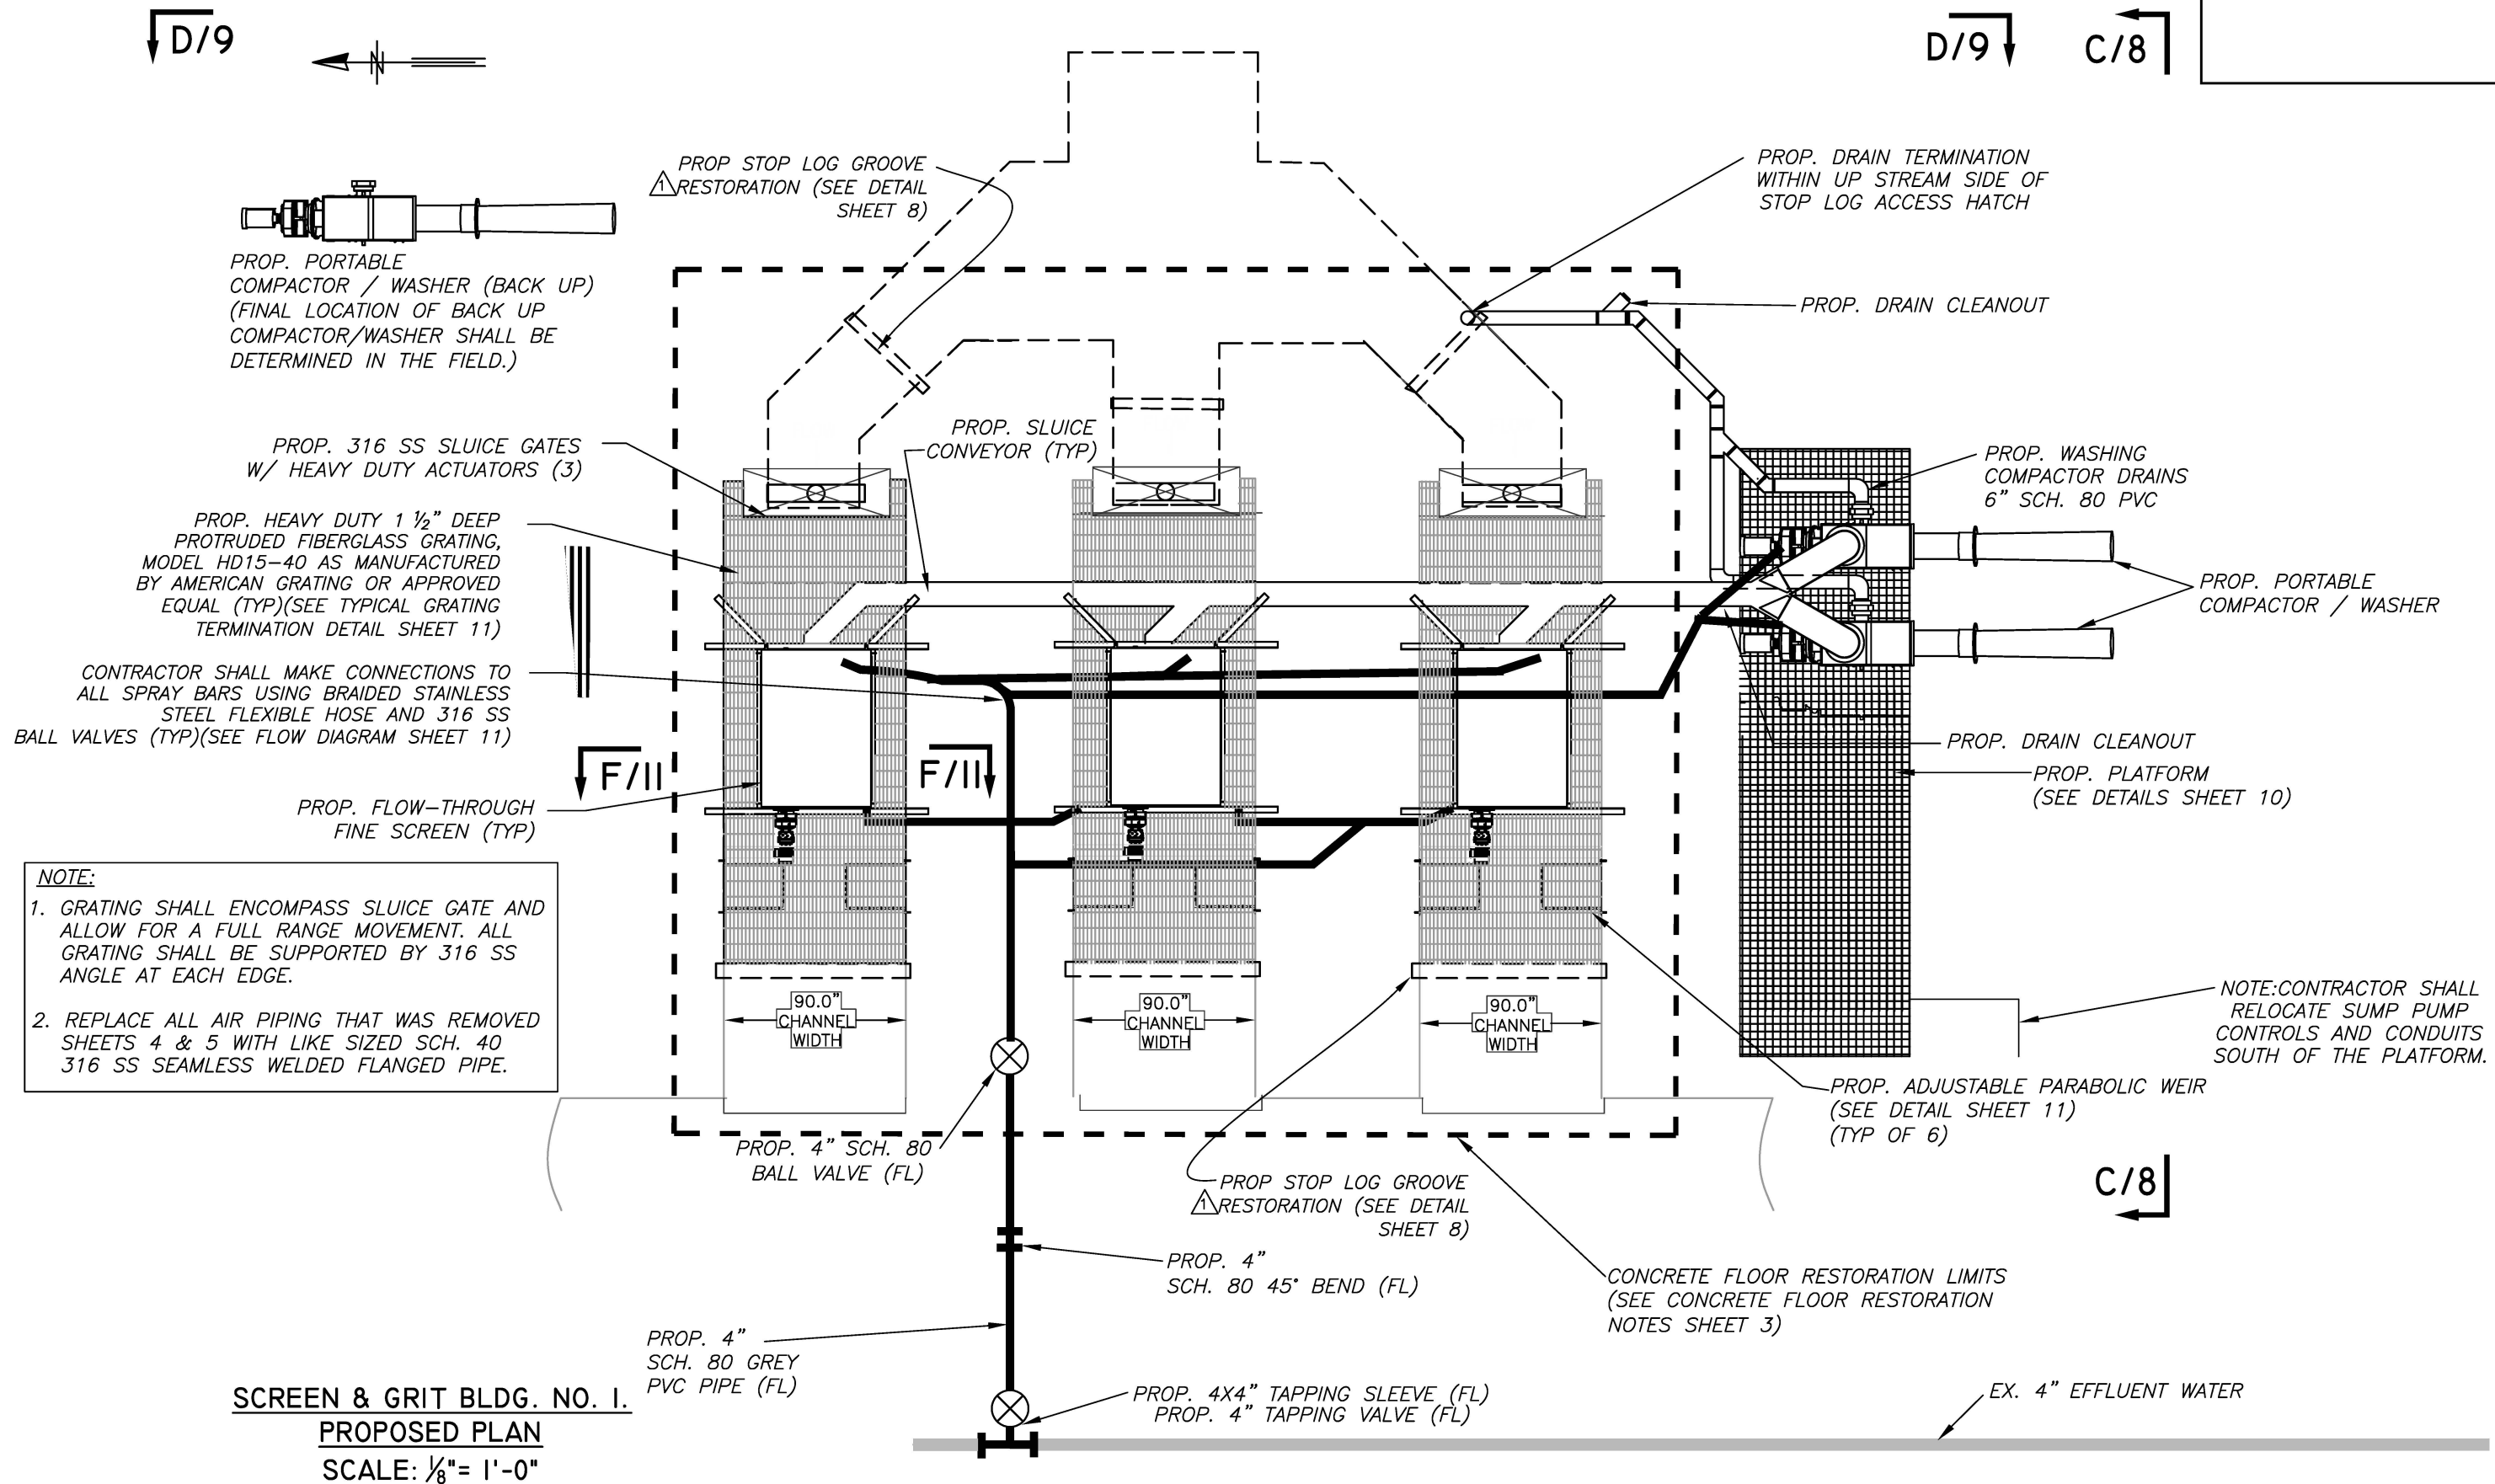 D/9
N
D/9
C/8
PROP STOP LOG GROOVE
1 RESTORATION (SEE DETAIL
SHEET 8)
PROP. DRAIN TERMINATION
WITHIN UP STREAM SIDE OF
STOP LOG ACCESS HATCH
PROP. PORTABLE
COMPACTOR / WASHER (BACK UP)
(FINAL LOCATION OF BACK UP
COMPACTOR/WASHER SHALL BE
DETERMINED IN THE FIELD.)
PROP. DRAIN CLEANOUT
PROP. 316 SS SLUICE GATES
W/ HEAVY DUTY ACTUATORS (3)
PROP. SLUICE
CONVEYOR (TYP)
PROP. WASHING
COMPACTOR DRAINS
6" SCH. 80 PVC
PROP. HEAVY DUTY 1 ½" DEEP
PROTRUDED FIBERGLASS GRATING,
MODEL HD15-40 AS MANUFACTURED
BY AMERICAN GRATING OR APPROVED
EQUAL (TYP)(SEE TYPICAL GRATING
TERMINATION DETAIL SHEET 11)
PROP. PORTABLE
COMPACTOR / WASHER
CONTRACTOR SHALL MAKE CONNECTIONS TO
ALL SPRAY BARS USING BRAIDED STAINLESS
STEEL FLEXIBLE HOSE AND 316 SS
BALL VALVES (TYP)(SEE FLOW DIAGRAM SHEET 11)
F/11
F/11
PROP. DRAIN CLEANOUT
PROP. PLATFORM
(SEE DETAILS SHEET 10)
PROP. FLOW-THROUGH
FINE SCREEN (TYP)
NOTE:
1. GRATING SHALL ENCOMPASS SLUICE GATE AND
ALLOW FOR A FULL RANGE MOVEMENT. ALL
GRATING SHALL BE SUPPORTED BY 316 SS
ANGLE AT EACH EDGE.
2. REPLACE ALL AIR PIPING THAT WAS REMOVED
SHEETS 4 & 5 WITH LIKE SIZED SCH. 40
316 SS SEAMLESS WELDED FLANGED PIPE.
90.0"
CHANNEL
WIDTH
90.0"
CHANNEL
WIDTH
90.0"
CHANNEL
WIDTH
NOTE:CONTRACTOR SHALL
RELOCATE SUMP PUMP
CONTROLS AND CONDUITS
SOUTH OF THE PLATFORM.
PROP. ADJUSTABLE PARABOLIC WEIR
(SEE DETAIL SHEET 11)
(TYP OF 6)
PROP. 4" SCH. 80
BALL VALVE (FL)
PROP STOP LOG GROOVE
1 RESTORATION (SEE DETAIL
SHEET 8)
C/8
PROP. 4"
SCH. 80 45° BEND (FL)
CONCRETE FLOOR RESTORATION LIMITS
(SEE CONCRETE FLOOR RESTORATION
NOTES SHEET 3)
PROP. 4"
SCH. 80 GREY
PVC PIPE (FL)
PROP. 4X4" TAPPING SLEEVE (FL)
PROP. 4" TAPPING VALVE (FL)
EX. 4" EFFLUENT WATER
SCREEN & GRIT BLDG. NO. 1.
PROPOSED PLAN
SCALE: ⅛"= 1'-0"